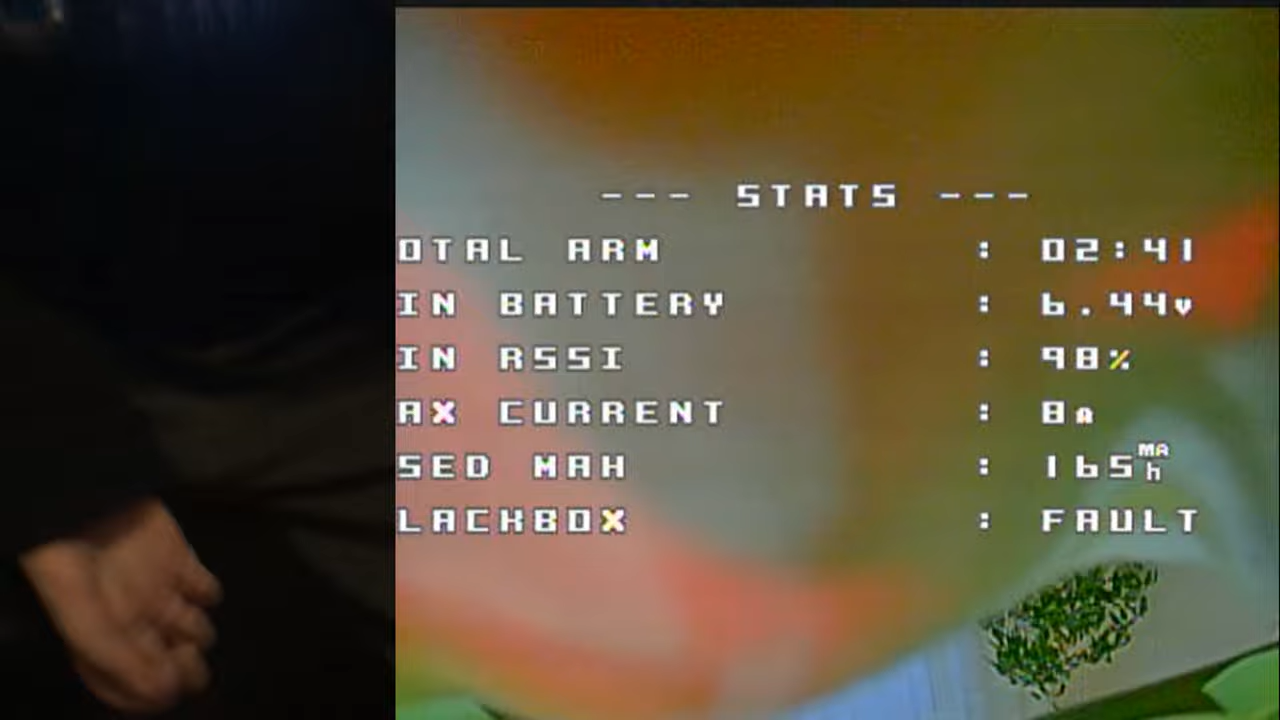 --- STATS ---
OTAL ARM : 02:41
IN BATTERY : 6.44V
IN RSSI : 98%
AX CURRENT : 8A
SED MAH : 165MAh
LACKBOX : FAULT